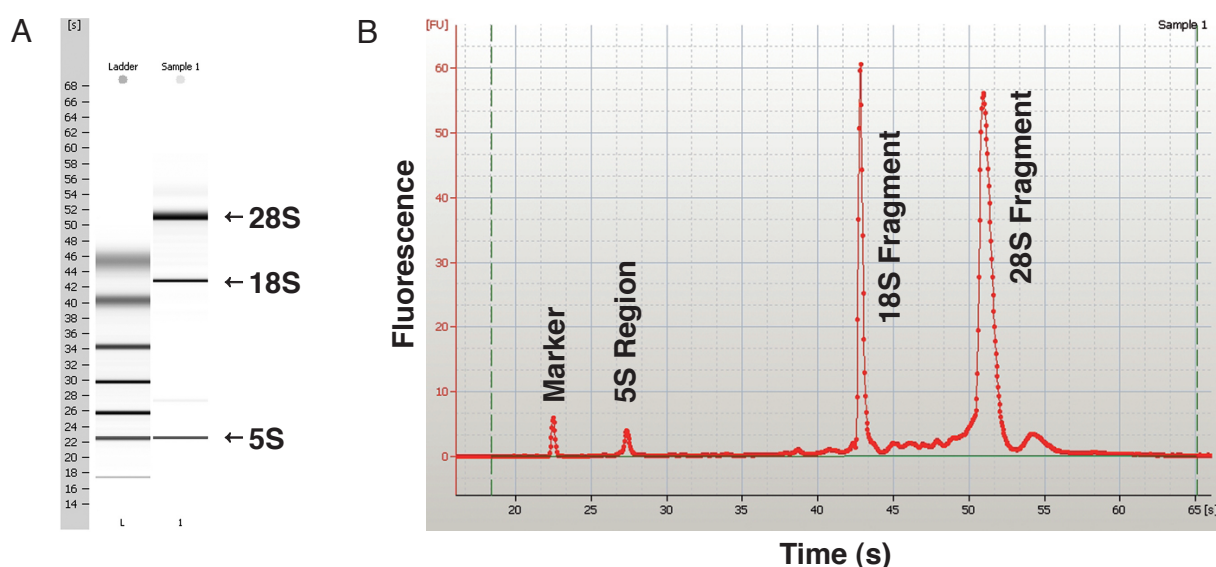 A
[s]
Ladder
Sample 1
68
66
64
62
60
58
56
54
52
50
48
46
44
42
40
38
36
34
32
30
28
26
24
22
20
18
16
14
←28S
←18S
←5S
L
1
B
[FU]
Sample 1
60
50
40
30
20
10
0
Fluorescence
Marker
5S Region
18S Fragment
28S Fragment
20
25
30
35
40
45
50
55
60
65 [s]
Time (s)